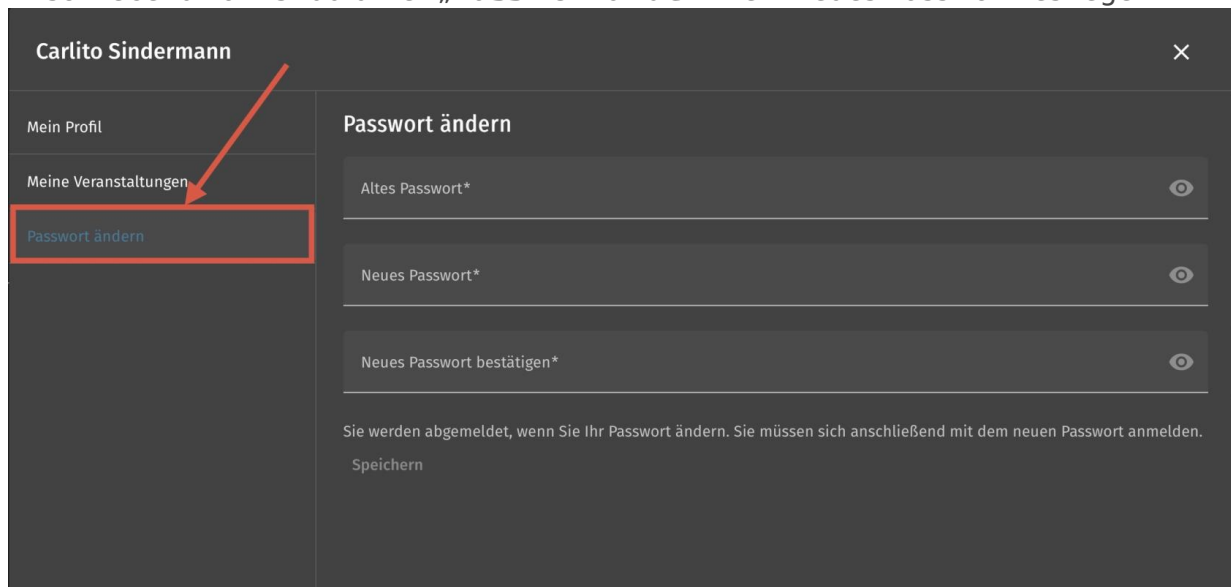 Carlito Sindermann
Mein Profil
Meine Veranstaltungen
Passwort ändern
Passwort ändern
Altes Passwort*
Neues Passwort*
Neues Passwort bestätigen*
Sie werden abgemeldet, wenn Sie Ihr Passwort ändern. Sie müssen sich anschließend mit dem neuen Passwort anmelden.
Speichern